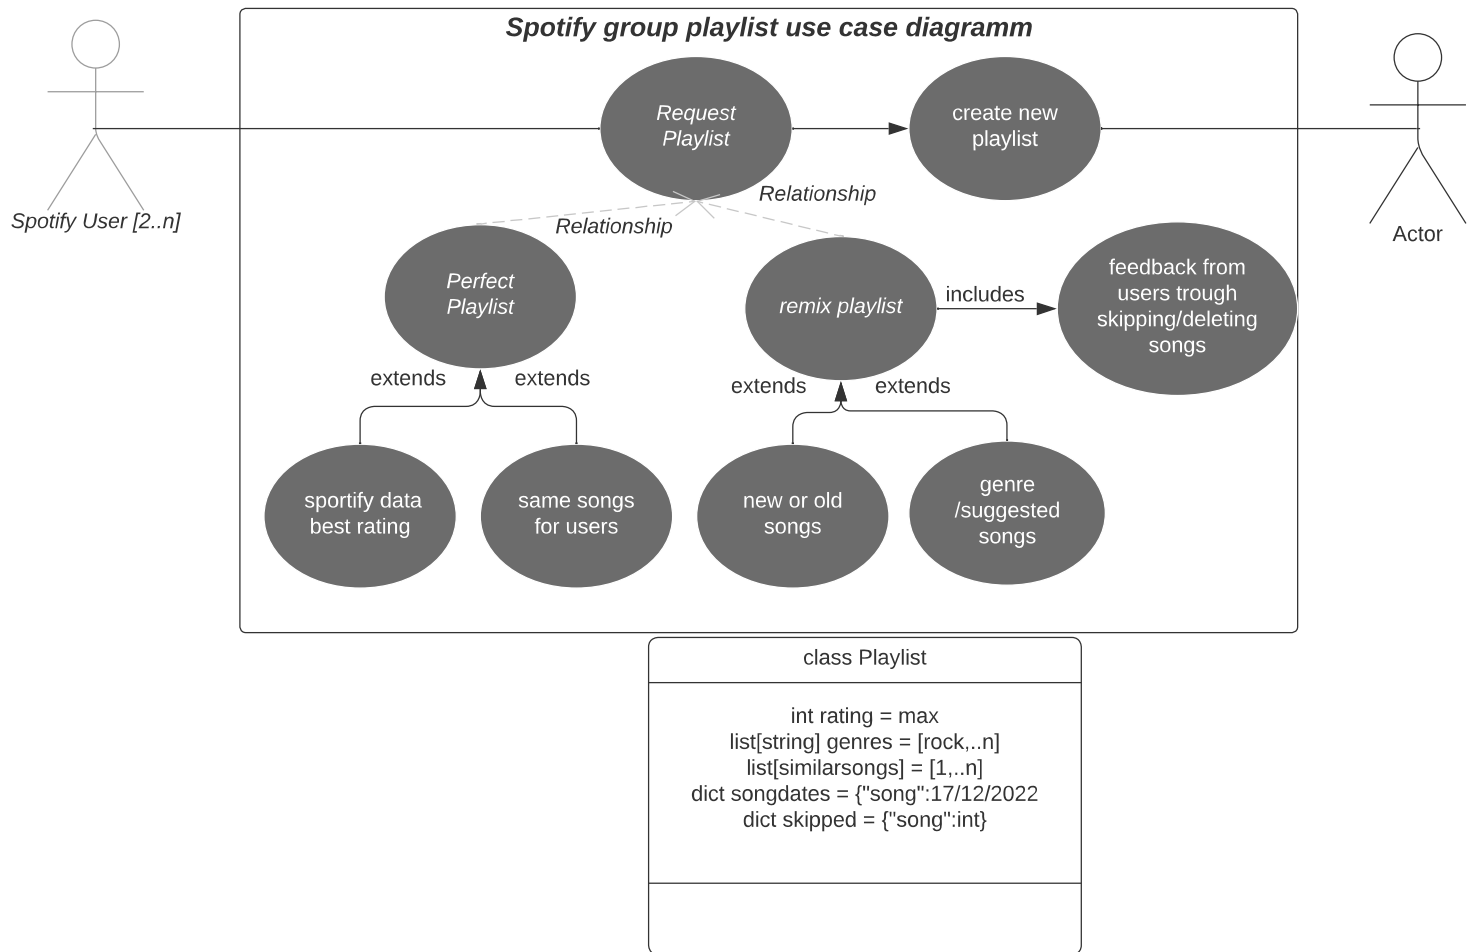 Spotify group playlist use case diagramm
Request
Playlist
create new
playlist
Relationship
Relationship
Spotify User [2..n]
Actor
Perfect
Playlist
remix playlist
includes
feedback from
users trough
skipping/deleting
songs
extends
extends
extends
extends
sportify data
best rating
same songs
for users
new or old
songs
genre
/suggested
songs
class Playlist
int rating = max
list[string] genres = [rock,..n]
list[similarsongs] = [1,..n]
dict songdates = {"song":17/12/2022
dict skipped = {"song":int}